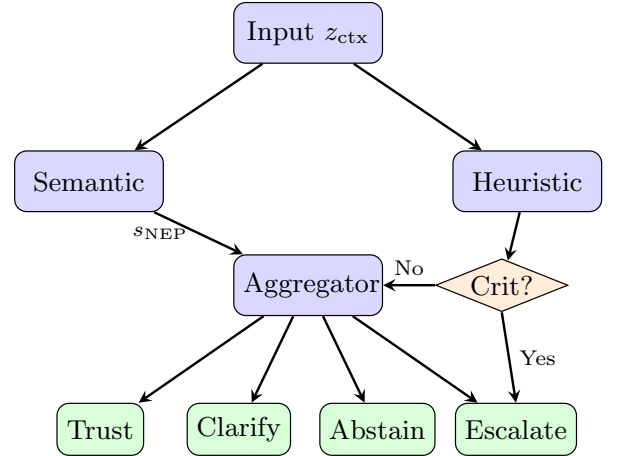 Input z_ctx
Semantic
Heuristic
s_NEP
Aggregator
No
Crit?
Yes
Trust
Clarify
Abstain
Escalate